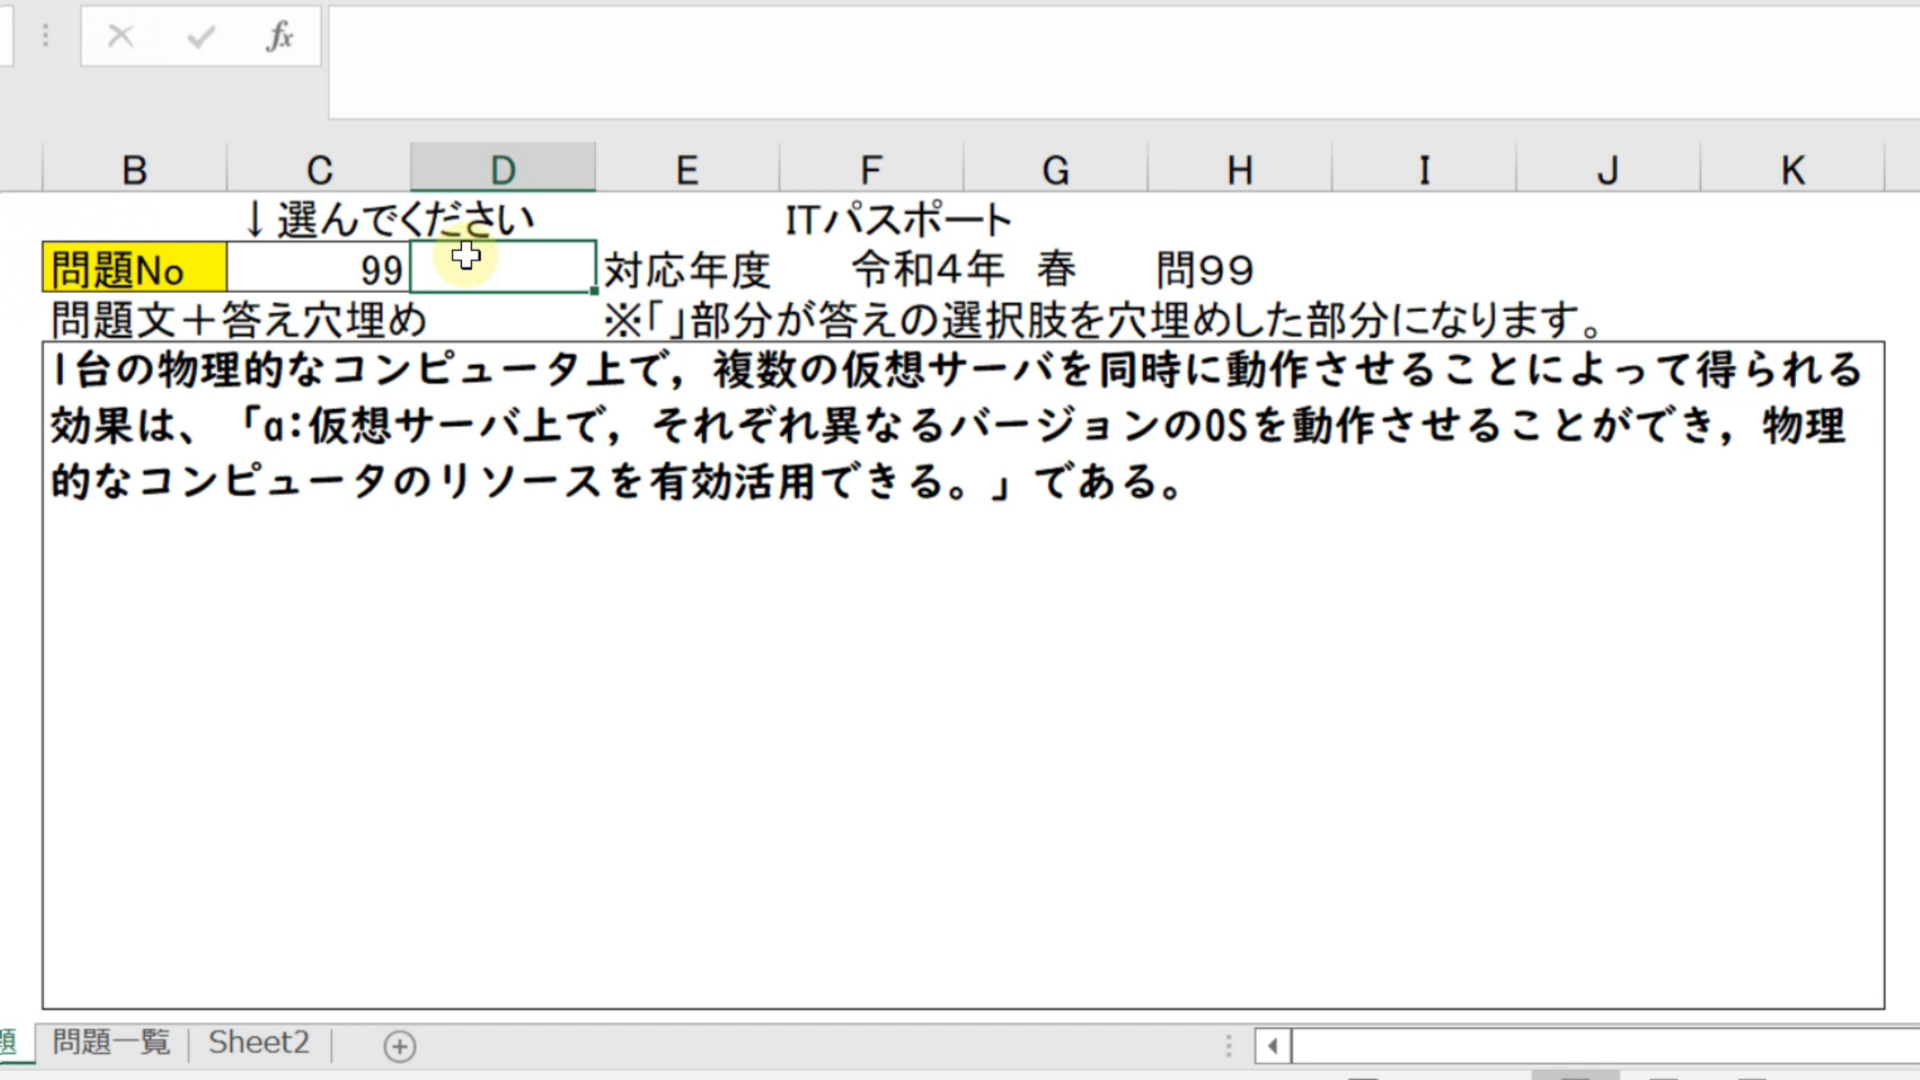 fx
B C D E F G H I J K
↓選んでください ITパスポート
問題No 99 対応年度 令和4年 春 問99
問題文＋答え穴埋め ※「」部分が答えの選択肢を穴埋めした部分になります。
1台の物理的なコンピュータ上で，複数の仮想サーバを同時に動作させることによって得られる
効果は、「a:仮想サーバ上で，それぞれ異なるバージョンのOSを動作させることができ，物理
的なコンピュータのリソースを有効活用できる。」である。
題 問題一覧 Sheet2